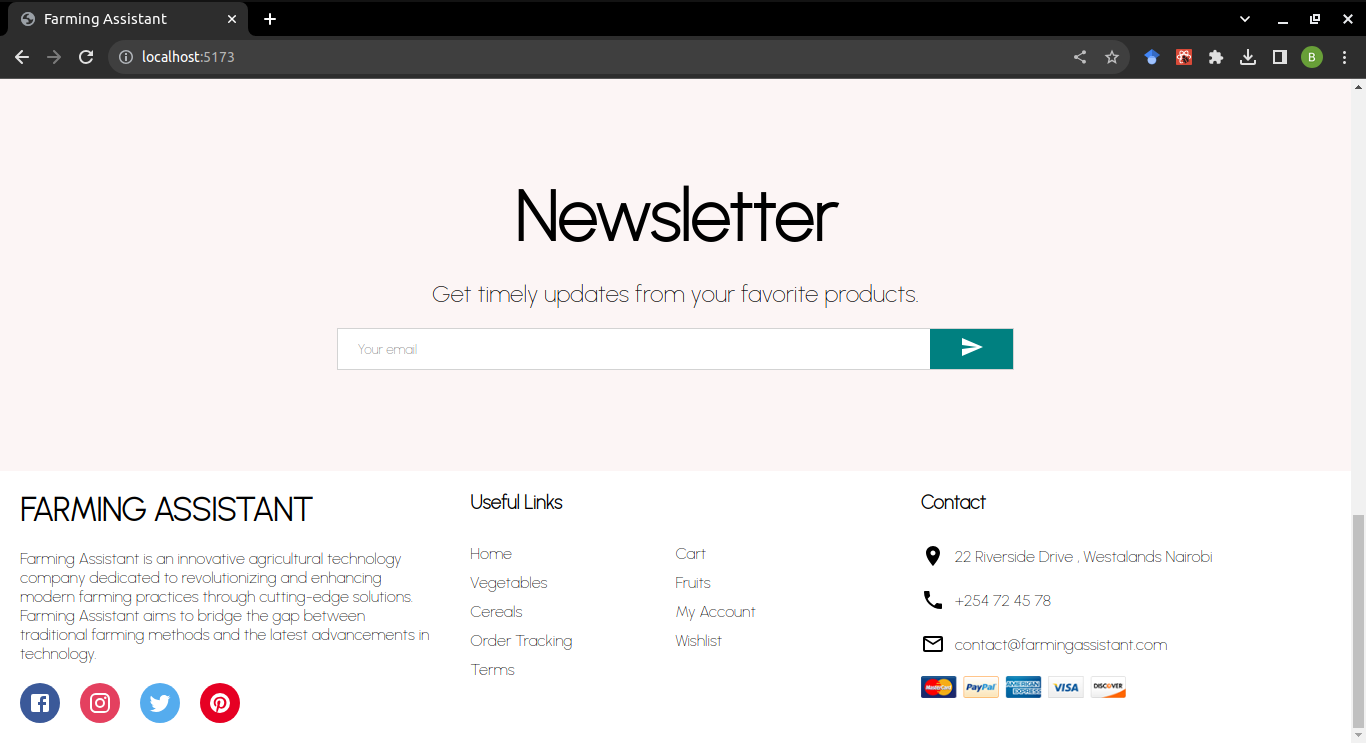 Farming Assistant
localhost:5173
B
Newsletter
Get timely updates from your favorite products.
Your email
FARMING ASSISTANT
Farming Assistant is an innovative agricultural technology
company dedicated to revolutionizing and enhancing
modern farming practices through cutting-edge solutions.
Farming Assistant aims to bridge the gap between
traditional farming methods and the latest advancements in
technology.
Useful Links
Home
Cart
Vegetables
Fruits
Cereals
My Account
Order Tracking
Wishlist
Terms
Contact
22 Riverside Drive , Westalands Nairobi
+254 72 45 78
contact@farmingassistant.com
MasterCard PayPal AMERICAN EXPRESS VISA DISCOVER